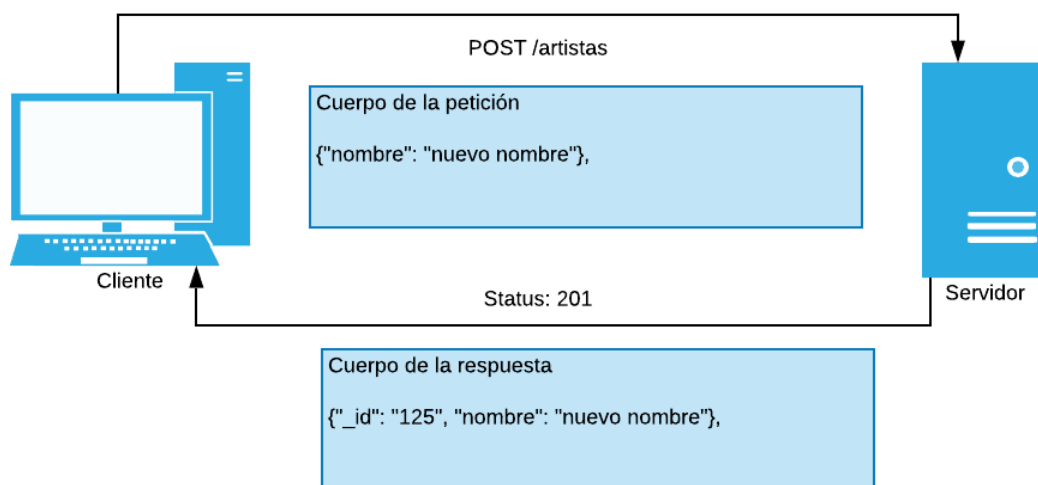 POST /artistas
Cuerpo de la petición
{"nombre": "nuevo nombre"},
Cliente
Servidor
Status: 201
Cuerpo de la respuesta
{"_id": "125", "nombre": "nuevo nombre"},